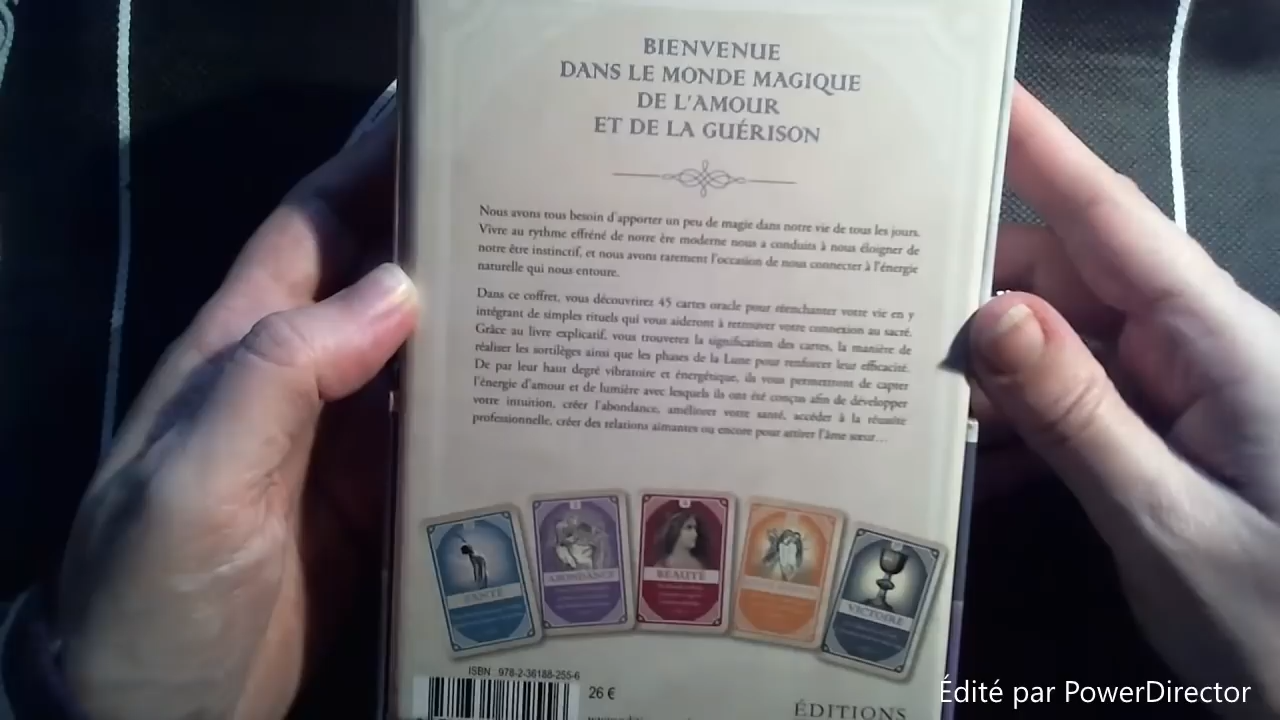 BIENVENUE
DANS LE MONDE MAGIQUE
DE L'AMOUR
ET DE LA GUÉRISON
Nous avons tous besoin d'apporter un peu de magie dans notre vie de tous les jours.
Vivre au rythme effréné de notre ère moderne nous a conduits à nous éloigner de
notre être instinctif, et nous avons rarement l'occasion de nous connecter à l'énergie
naturelle qui nous entoure.
Dans ce coffret, vous découvrirez 45 cartes oracle pour réenchanter votre vie en y
intégrant de simples rituels qui vous aideront à retrouver votre connexion au sacré.
Grâce au livre explicatif, vous trouverez la signification des cartes, la manière de
réaliser les sortilèges ainsi que les phases de la Lune pour renforcer leur efficacité.
De par leur haut degré vibratoire et énergétique, ils vous permettront de capter
l'énergie d'amour et de lumière avec lesquels ils ont été conçus afin de développer
votre intuition, créer l'abondance, améliorer votre santé, accéder à la réussite
professionnelle, créer des relations aimantes ou encore pour attirer l'âme sœur…
SANTÉ
ABONDANCE
BEAUTÉ
VICTOIRE
ISBN : 978-2-36188-255-6
26 €
ÉDITIONS
Édité par PowerDirector